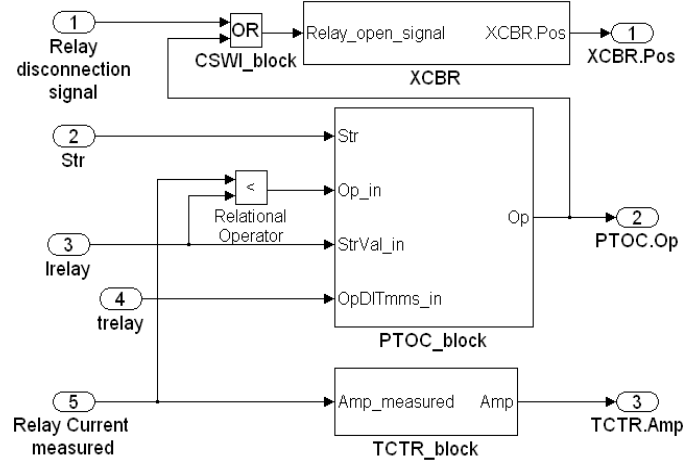 1
Relay
disconnection
signal
OR
CSWI_block
Relay_open_signal
XCBR.Pos
XCBR
1
XCBR.Pos
2
Str
Str
<
Relational
Operator
Op_in
3
Irelay
StrVal_in
Op
2
PTOC.Op
4
trelay
OpDITmms_in
PTOC_block
5
Relay Current
measured
Amp_measured
Amp
TCTR_block
3
TCTR.Amp